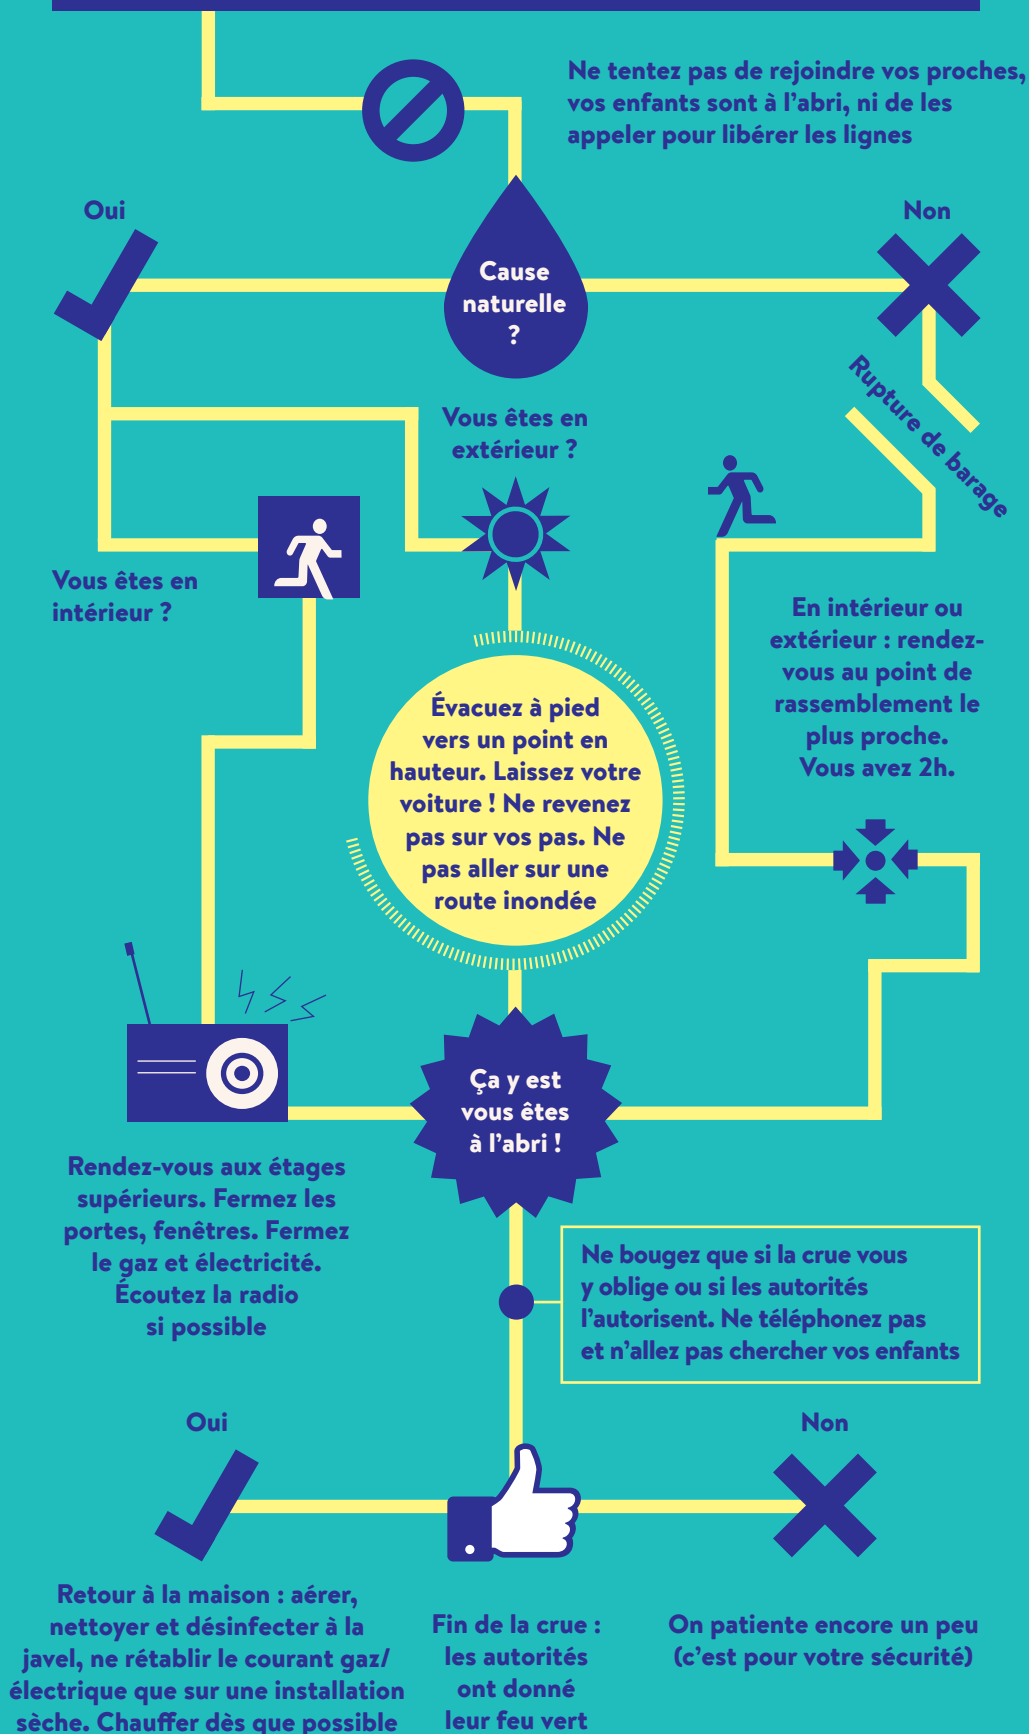 Ne tentez pas de rejoindre vos proches,
vos enfants sont à l'abri, ni de les
appeler pour libérer les lignes
Oui
Non
Cause
naturelle
?
Rupture de barage
Vous êtes en
extérieur ?
Vous êtes en
intérieur ?
En intérieur ou
extérieur : rendez-
vous au point de
rassemblement le
plus proche.
Vous avez 2h.
Évacuez à pied
vers un point en
hauteur. Laissez votre
voiture ! Ne revenez
pas sur vos pas. Ne
pas aller sur une
route inondée
Ça y est
vous êtes
à l'abri !
Rendez-vous aux étages
supérieurs. Fermez les
portes, fenêtres. Fermez
le gaz et électricité.
Écoutez la radio
si possible
Ne bougez que si la crue vous
y oblige ou si les autorités
l'autorisent. Ne téléphonez pas
et n'allez pas chercher vos enfants
Oui
Non
Retour à la maison : aérer,
nettoyer et désinfecter à la
javel, ne rétablir le courant gaz/
électrique que sur une installation
sèche. Chauffer dès que possible
Fin de la crue :
les autorités
ont donné
leur feu vert
On patiente encore un peu
(c'est pour votre sécurité)